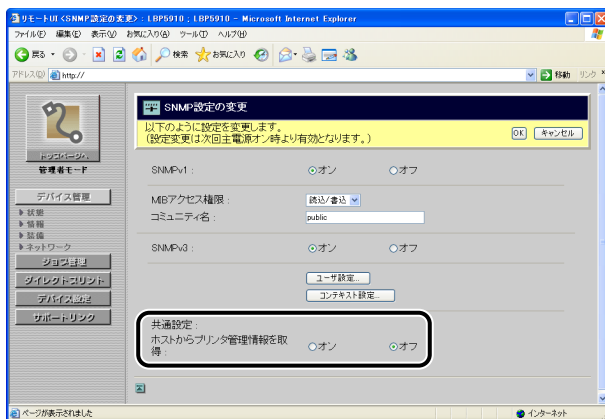 リモートUI <SNMP設定の変更> : LBP5910 ; LBP5910 - Microsoft Internet Explorer
ファイル(F) 編集(E) 表示(V) お気に入り(A) ツール(T) ヘルプ(H)
戻る 検索 お気に入り
アドレス(D) http:// 移動 リンク
SNMP設定の変更
以下のように設定を変更します。
(設定変更は次回主電源オン時より有効となります。)
OK キャンセル
トップページへ
管理者モード
デバイス管理
状態
情報
装備
ネットワーク
ジョブ管理
ダイレクトプリント
デバイス設定
サポートリンク
SNMPv1 : オン オフ
MIBアクセス権限 : 読込/書込
コミュニティ名 : public
SNMPv3 : オン オフ
ユーザ設定...
コンテキスト設定...
共通設定 :
ホストからプリンタ管理情報を取
得 : オン オフ
ページが表示されました インターネット